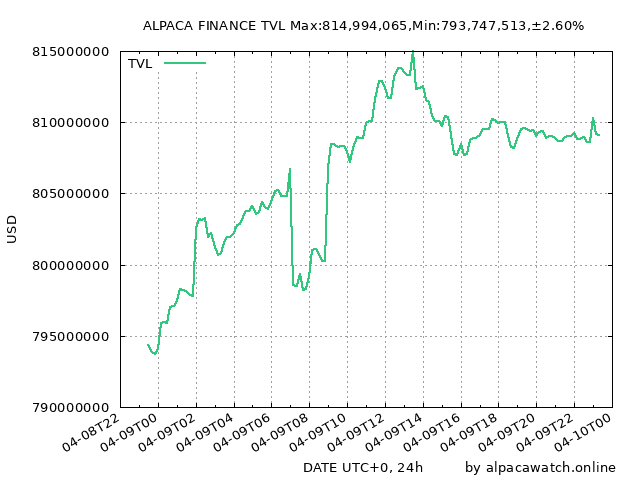 ALPACA FINANCE TVL Max:814,994,065,Min:793,747,513,±2.60%
TVL
815000000
810000000
805000000
800000000
795000000
790000000
USD
04-08T22
04-09T00
04-09T02
04-09T04
04-09T06
04-09T08
04-09T10
04-09T12
04-09T14
04-09T16
04-09T18
04-09T20
04-09T22
04-10T00
DATE UTC+0, 24h
by alpacawatch.online